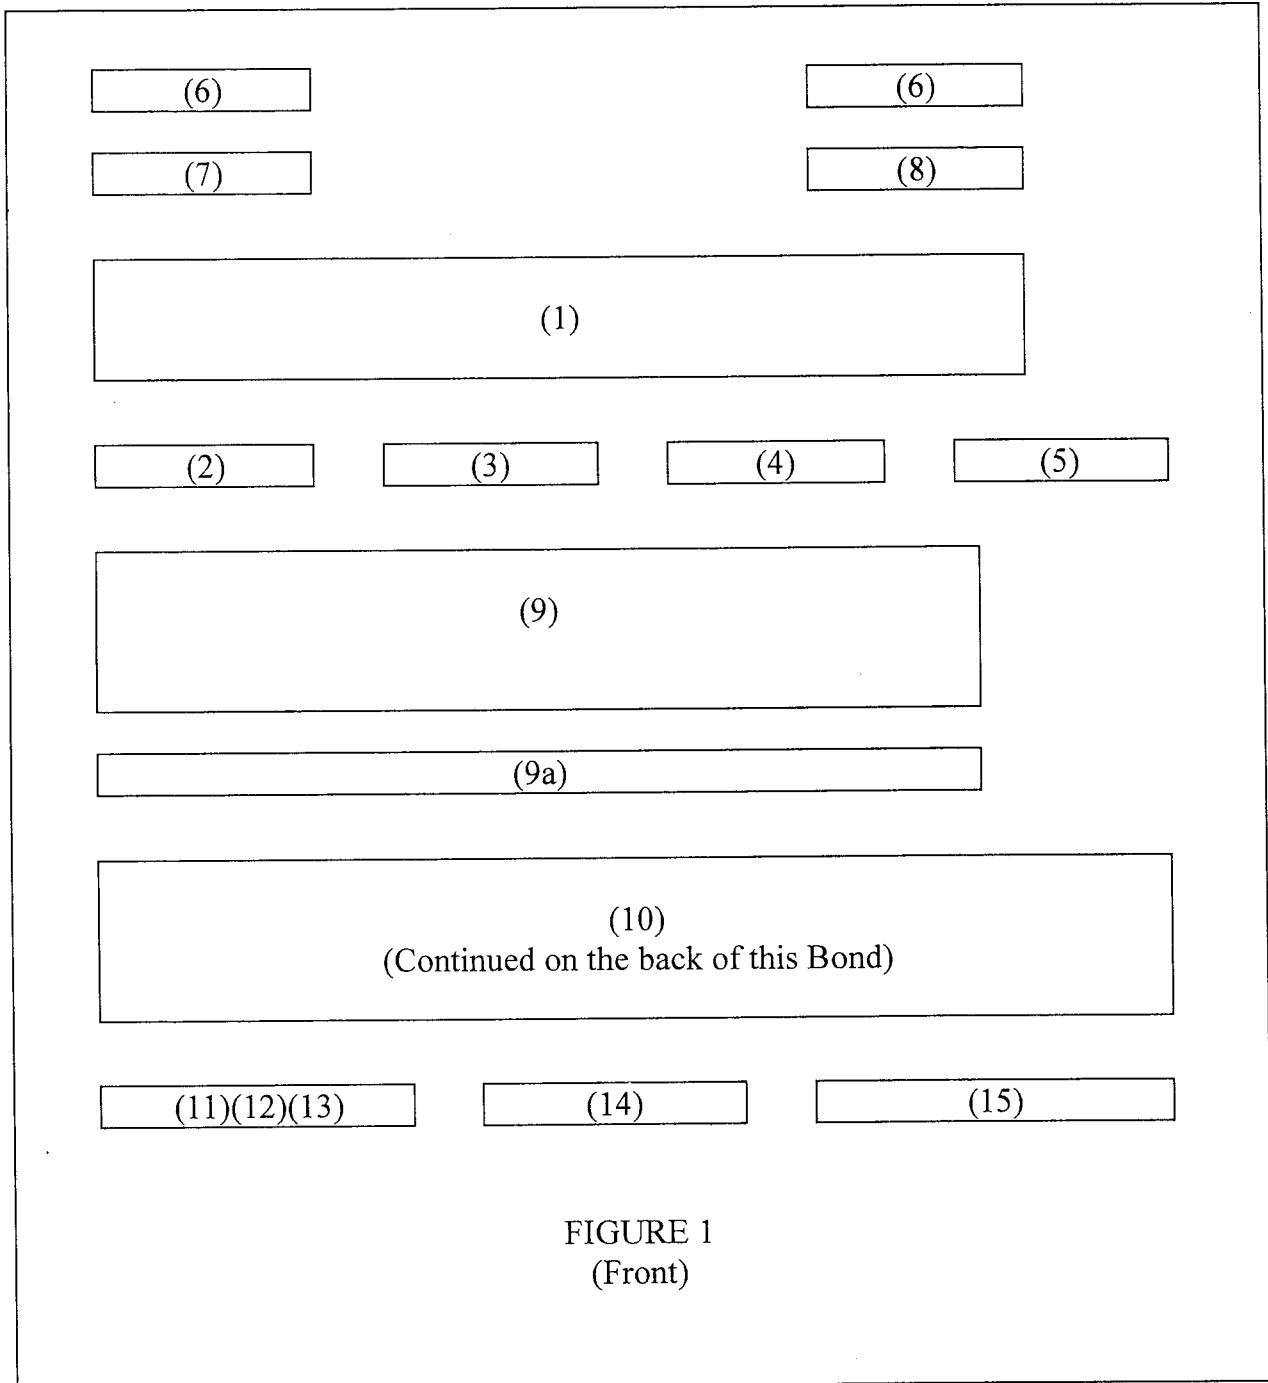 (6) (6)
(7) (8)
(1)
(2) (3) (4) (5)
(9)
(9a)
(10)
(Continued on the back of this Bond)
(11)(12)(13) (14) (15)
FIGURE 1
(Front)